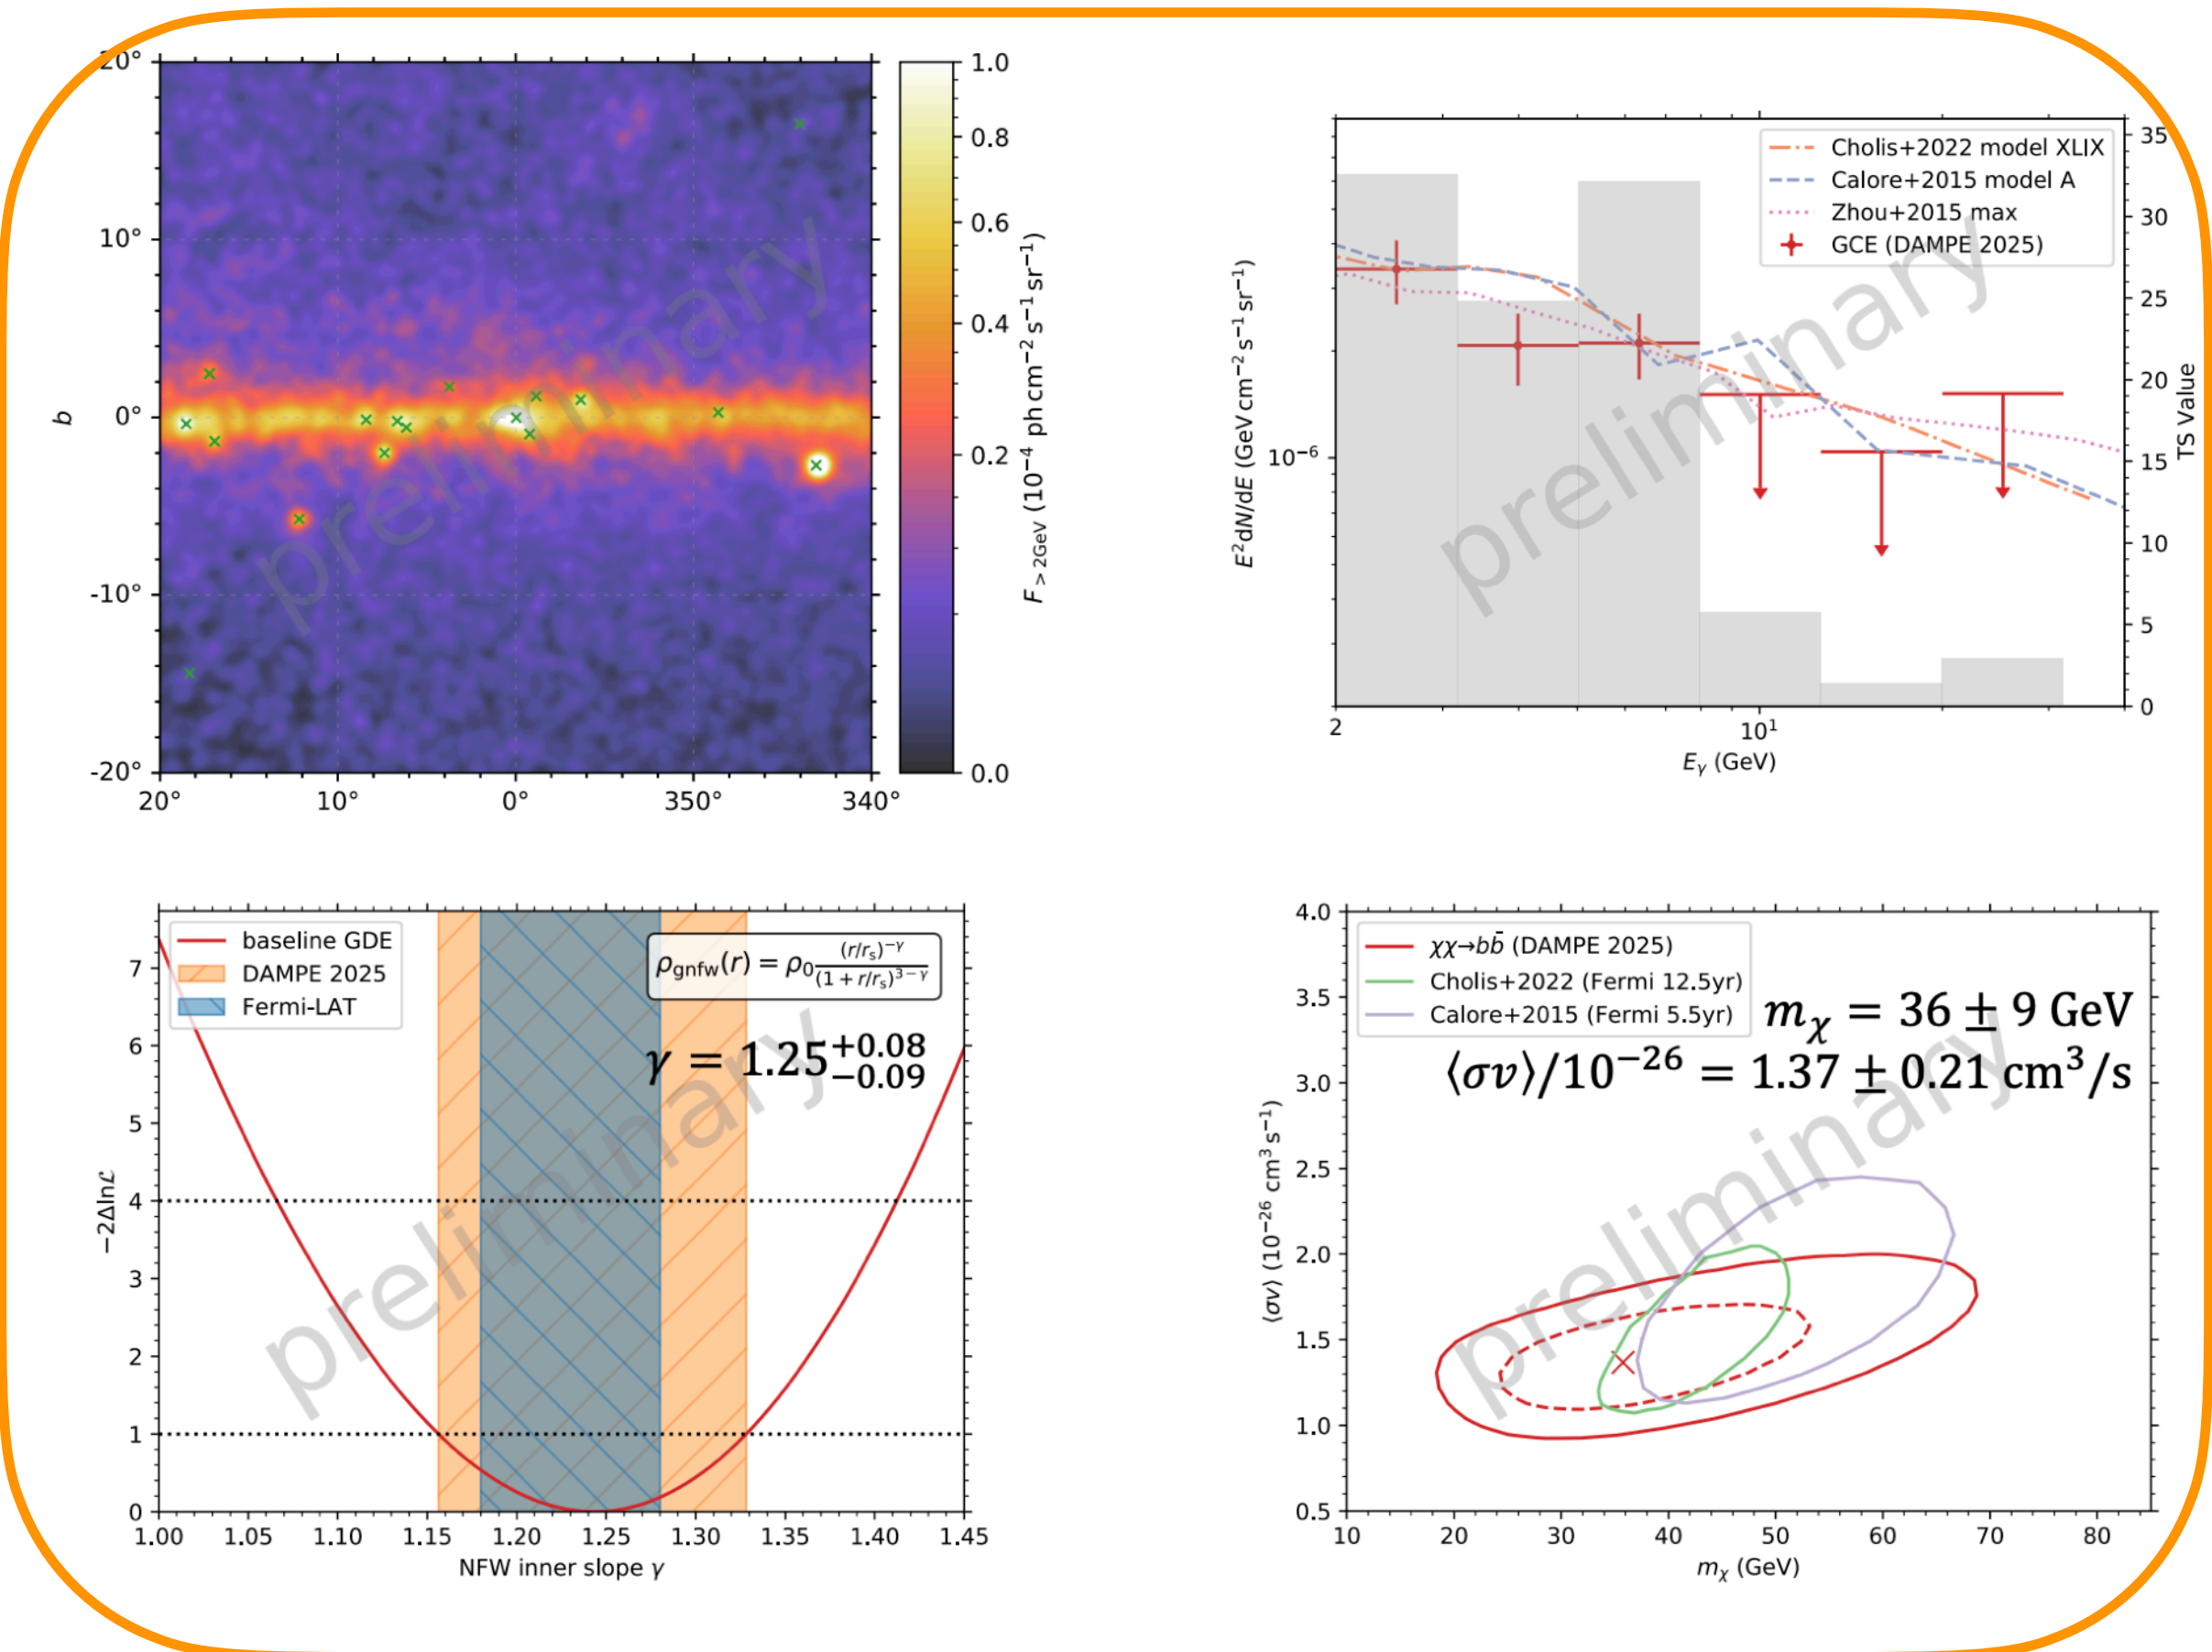 20°
10°
0°
-10°
-20°
b
20°
10°
0°
350°
340°
1.0
0.8
0.6
0.4
0.2
0.0
F>2GeV (10⁻⁴ ph cm⁻² s⁻¹ sr⁻¹)
preliminary
Cholis+2022 model XLIX
Calore+2015 model A
Zhou+2015 max
GCE (DAMPE 2025)
E²dN/dE (GeV cm⁻² s⁻¹ sr⁻¹)
10⁻⁶
2
10¹
Eγ (GeV)
35
30
25
20
15
10
5
0
TS Value
preliminary
baseline GDE
DAMPE 2025
Fermi-LAT
ρgnfw(r) = ρ₀ (r/rs)^−γ / (1 + r/rs)^3−γ
γ = 1.25 +0.08 −0.09
−2Δlnℒ
7
6
5
4
3
2
1
0
1.00
1.05
1.10
1.15
1.20
1.25
1.30
1.35
1.40
1.45
NFW inner slope γ
preliminary
χχ→bb̄ (DAMPE 2025)
Cholis+2022 (Fermi 12.5yr)
Calore+2015 (Fermi 5.5yr)
mχ = 36 ± 9 GeV
⟨σv⟩/10⁻²⁶ = 1.37 ± 0.21 cm³/s
⟨σv⟩ (10⁻²⁶ cm³ s⁻¹)
4.0
3.5
3.0
2.5
2.0
1.5
1.0
0.5
10
20
30
40
50
60
70
80
mχ (GeV)
preliminary